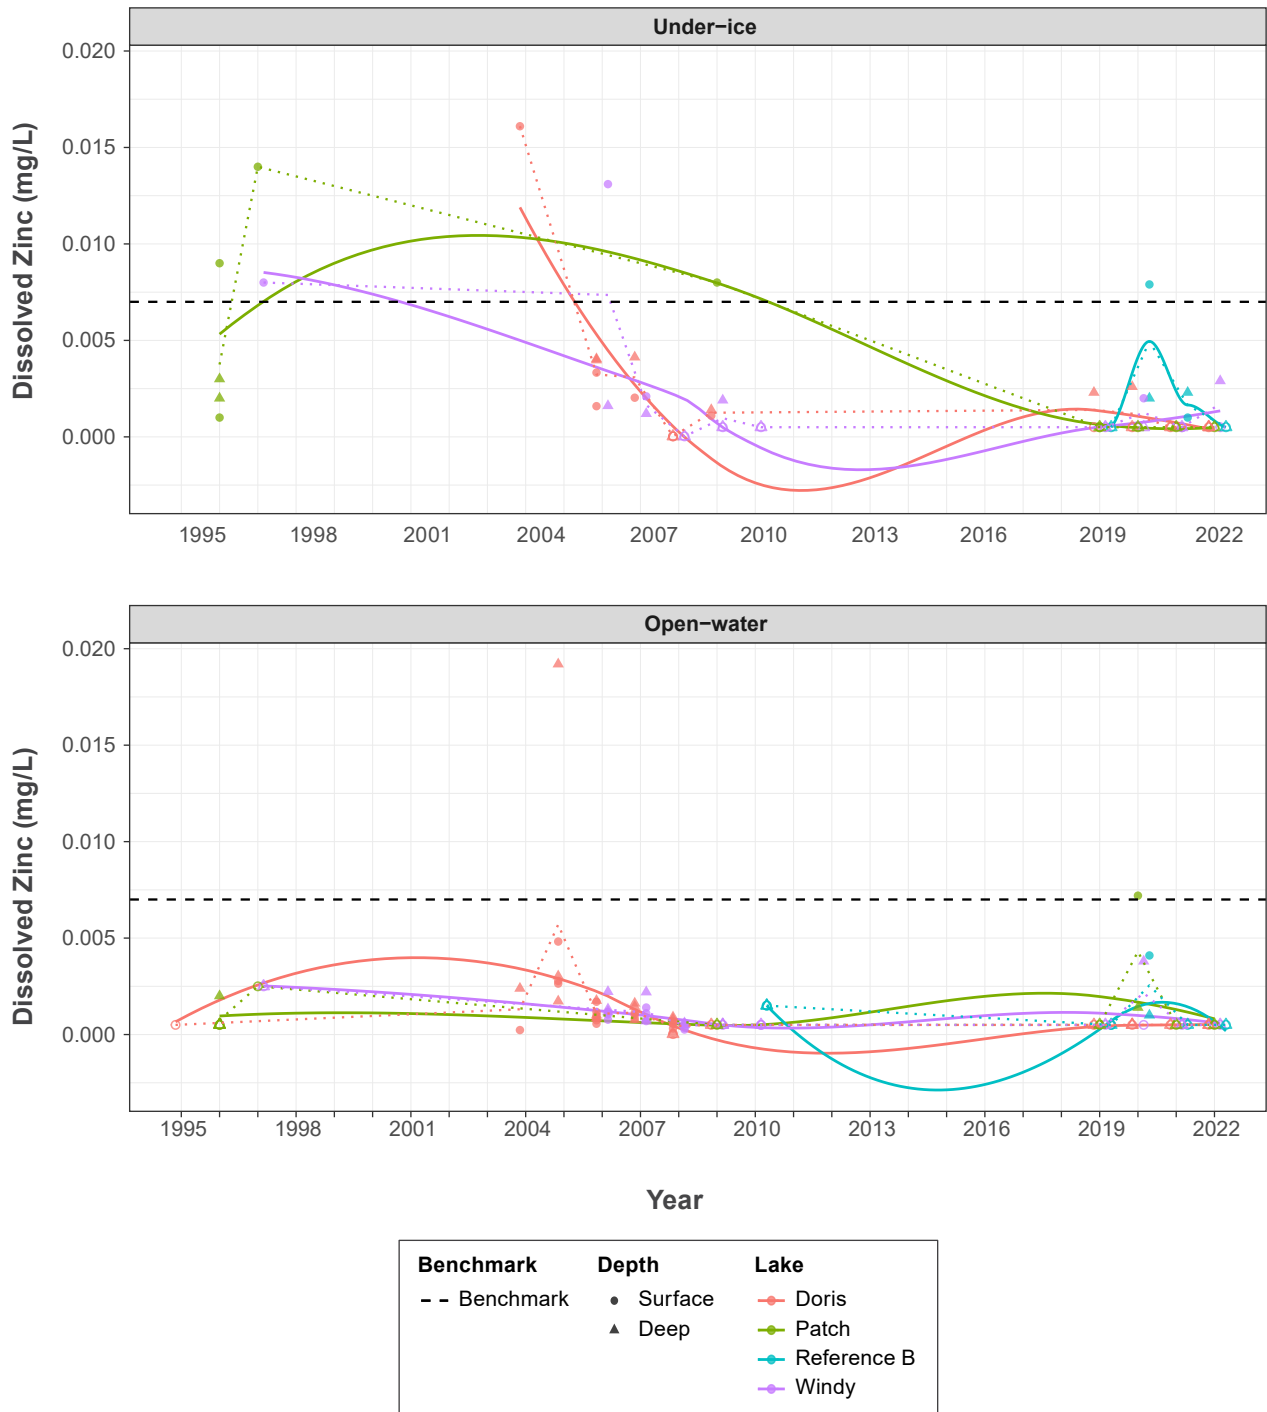 Under−ice
Dissolved Zinc (mg/L)
0.020
0.015
0.010
0.005
0.000
1995 1998 2001 2004 2007 2010 2013 2016 2019 2022
Open−water
Dissolved Zinc (mg/L)
0.020
0.015
0.010
0.005
0.000
1995 1998 2001 2004 2007 2010 2013 2016 2019 2022
Year
Benchmark Depth Lake
Benchmark Surface Doris
Deep Patch
Reference B
Windy